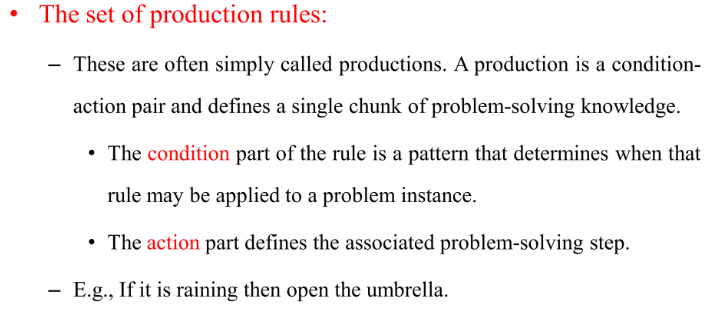 • The set of production rules:
– These are often simply called productions. A production is a condition-
action pair and defines a single chunk of problem-solving knowledge.
• The condition part of the rule is a pattern that determines when that
rule may be applied to a problem instance.
• The action part defines the associated problem-solving step.
– E.g., If it is raining then open the umbrella.